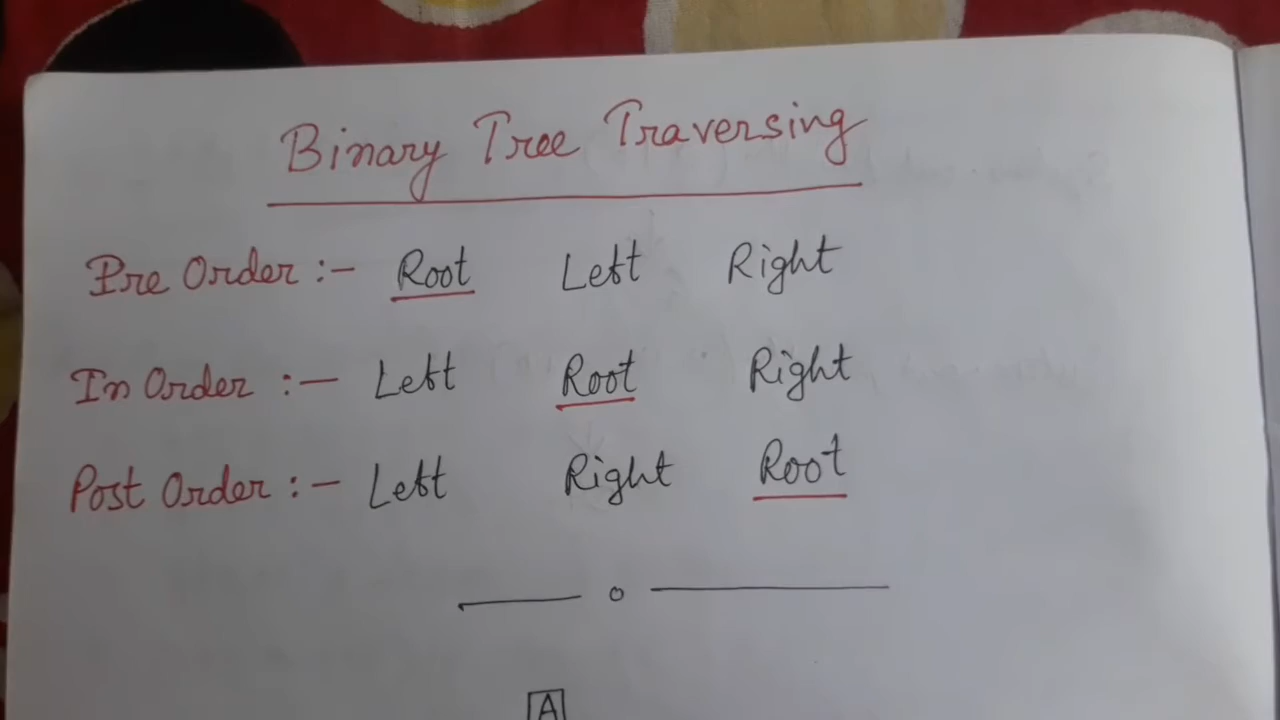 Binary Tree Traversing
Pre Order :- Root Left Right
In Order :- Left Root Right
Post Order :- Left Right Root
A